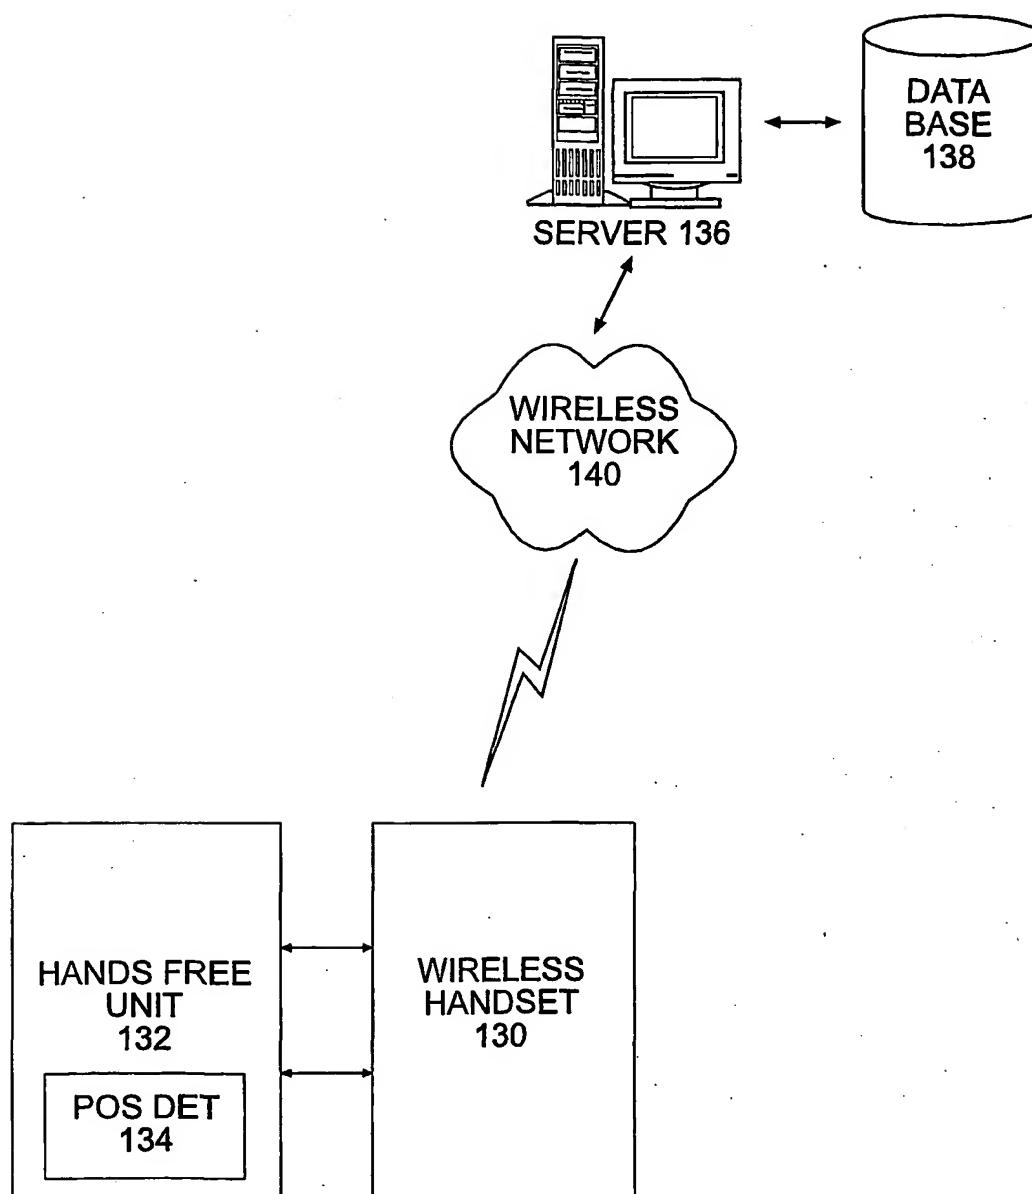 DATA
BASE
138
SERVER 136
WIRELESS
NETWORK
140
HANDS FREE
UNIT
132
POS DET
134
WIRELESS
HANDSET
130